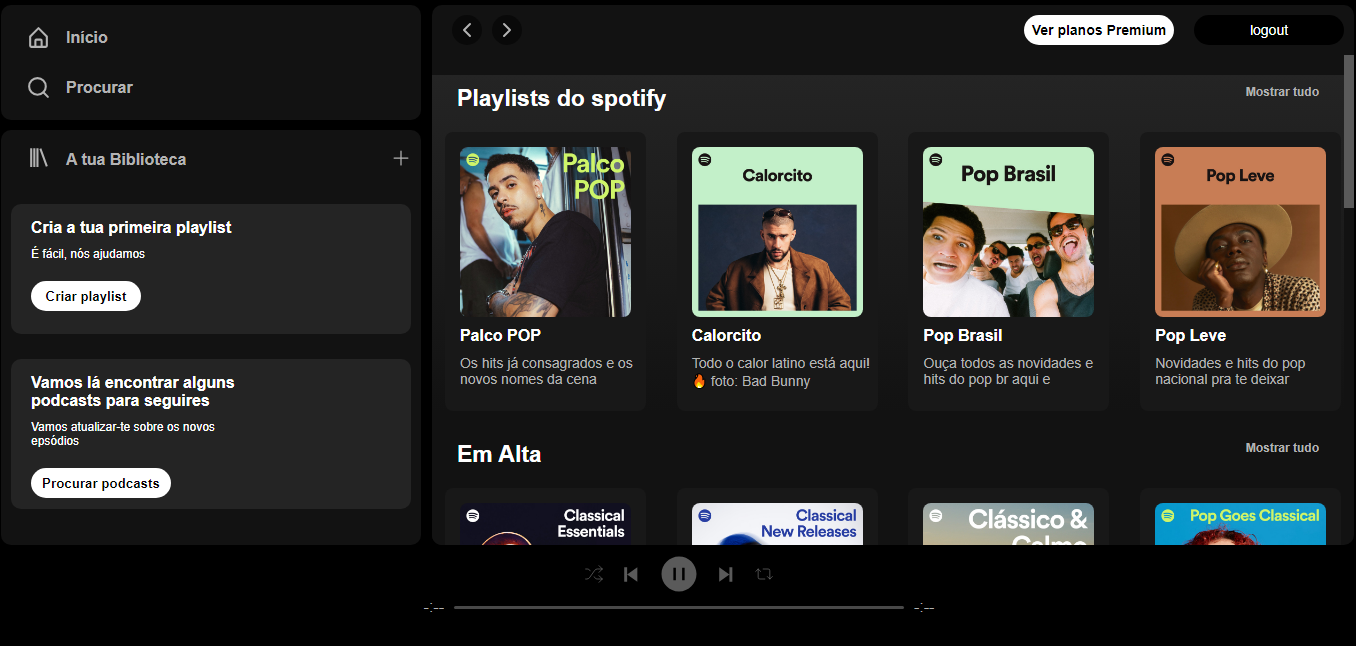 Início
Procurar
A tua Biblioteca
Cria a tua primeira playlist
É fácil, nós ajudamos
Criar playlist
Vamos lá encontrar alguns
podcasts para seguires
Vamos atualizar-te sobre os novos
epsódios
Procurar podcasts
Ver planos Premium
logout
Playlists do spotify
Mostrar tudo
Palco
POP
Calorcito
Pop Brasil
Pop Leve
Palco POP
Os hits já consagrados e os
novos nomes da cena
Calorcito
Todo o calor latino está aqui!
🔥 foto: Bad Bunny
Pop Brasil
Ouça todos as novidades e
hits do pop br aqui e
Pop Leve
Novidades e hits do pop
nacional pra te deixar
Em Alta
Mostrar tudo
Classical
Essentials
Classical
New Releases
Clássico &
Calmo
Pop Goes Classical
-:--
-:--